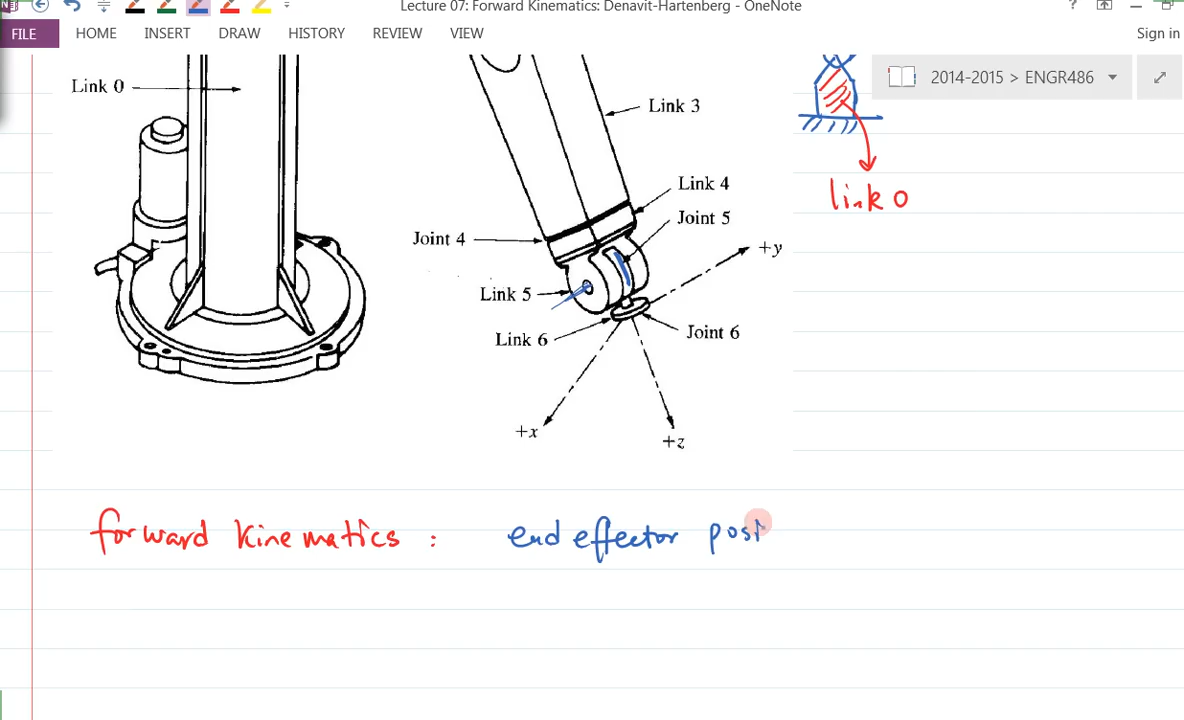 Lecture 07: Forward Kinematics: Denavit-Hartenberg - OneNote
?
FILE HOME INSERT DRAW HISTORY REVIEW VIEW Sign in
2014-2015 > ENGR486
Link 0
Link 3
link 0
Link 4
Joint 5
Joint 4
+y
Link 5
Link 6
Joint 6
+x
+z
forward kinematics : end effector posi